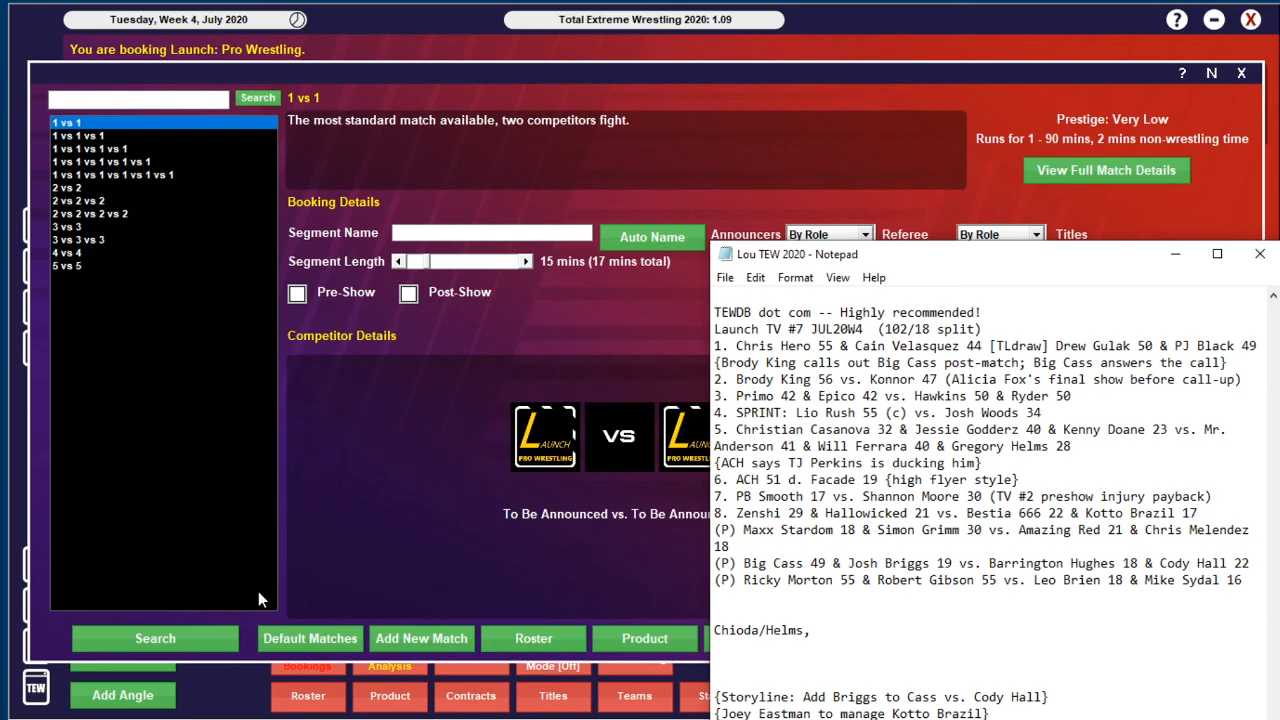 Tuesday, Week 4, July 2020
Total Extreme Wrestling 2020: 1.09
?
X
You are booking Launch: Pro Wrestling.
? N X
Search
1 vs 1
The most standard match available, two competitors fight.
Prestige: Very Low
Runs for 1 - 90 mins, 2 mins non-wrestling time
View Full Match Details
1 vs 1
1 vs 1 vs 1
1 vs 1 vs 1 vs 1
1 vs 1 vs 1 vs 1 vs 1
1 vs 1 vs 1 vs 1 vs 1 vs 1
2 vs 2
2 vs 2 vs 2
2 vs 2 vs 2 vs 2
3 vs 3
3 vs 3 vs 3
4 vs 4
5 vs 5
Booking Details
Segment Name
Auto Name
Announcers
By Role
Referee
By Role
Titles
Segment Length
15 mins (17 mins total)
Pre-Show
Post-Show
Competitor Details
LAUNCH
PRO WRESTLING
VS
LAUN
PRO WREST
To Be Announced vs. To Be Annou
Search
Default Matches
Add New Match
Roster
Product
Bookings
Analysis
Mode [Off]
TEW
Add Angle
Roster
Product
Contracts
Titles
Teams
St
Lou TEW 2020 - Notepad
File Edit Format View Help
TEWDB dot com -- Highly recommended!
Launch TV #7 JUL20W4 (102/18 split)
1. Chris Hero 55 & Cain Velasquez 44 [TLdraw] Drew Gulak 50 & PJ Black 49
{Brody King calls out Big Cass post-match; Big Cass answers the call}
2. Brody King 56 vs. Konnor 47 (Alicia Fox's final show before call-up)
3. Primo 42 & Epico 42 vs. Hawkins 50 & Ryder 50
4. SPRINT: Lio Rush 55 (c) vs. Josh Woods 34
5. Christian Casanova 32 & Jessie Godderz 40 & Kenny Doane 23 vs. Mr.
Anderson 41 & Will Ferrara 40 & Gregory Helms 28
{ACH says TJ Perkins is ducking him}
6. ACH 51 d. Facade 19 {high flyer style}
7. PB Smooth 17 vs. Shannon Moore 30 (TV #2 preshow injury payback)
8. Zenshi 29 & Hallowicked 21 vs. Bestia 666 22 & Kotto Brazil 17
(P) Maxx Stardom 18 & Simon Grimm 30 vs. Amazing Red 21 & Chris Melendez
18
(P) Big Cass 49 & Josh Briggs 19 vs. Barrington Hughes 18 & Cody Hall 22
(P) Ricky Morton 55 & Robert Gibson 55 vs. Leo Brien 18 & Mike Sydal 16
Chioda/Helms,
{Storyline: Add Briggs to Cass vs. Cody Hall}
{Joey Eastman to manage Kotto Brazil}